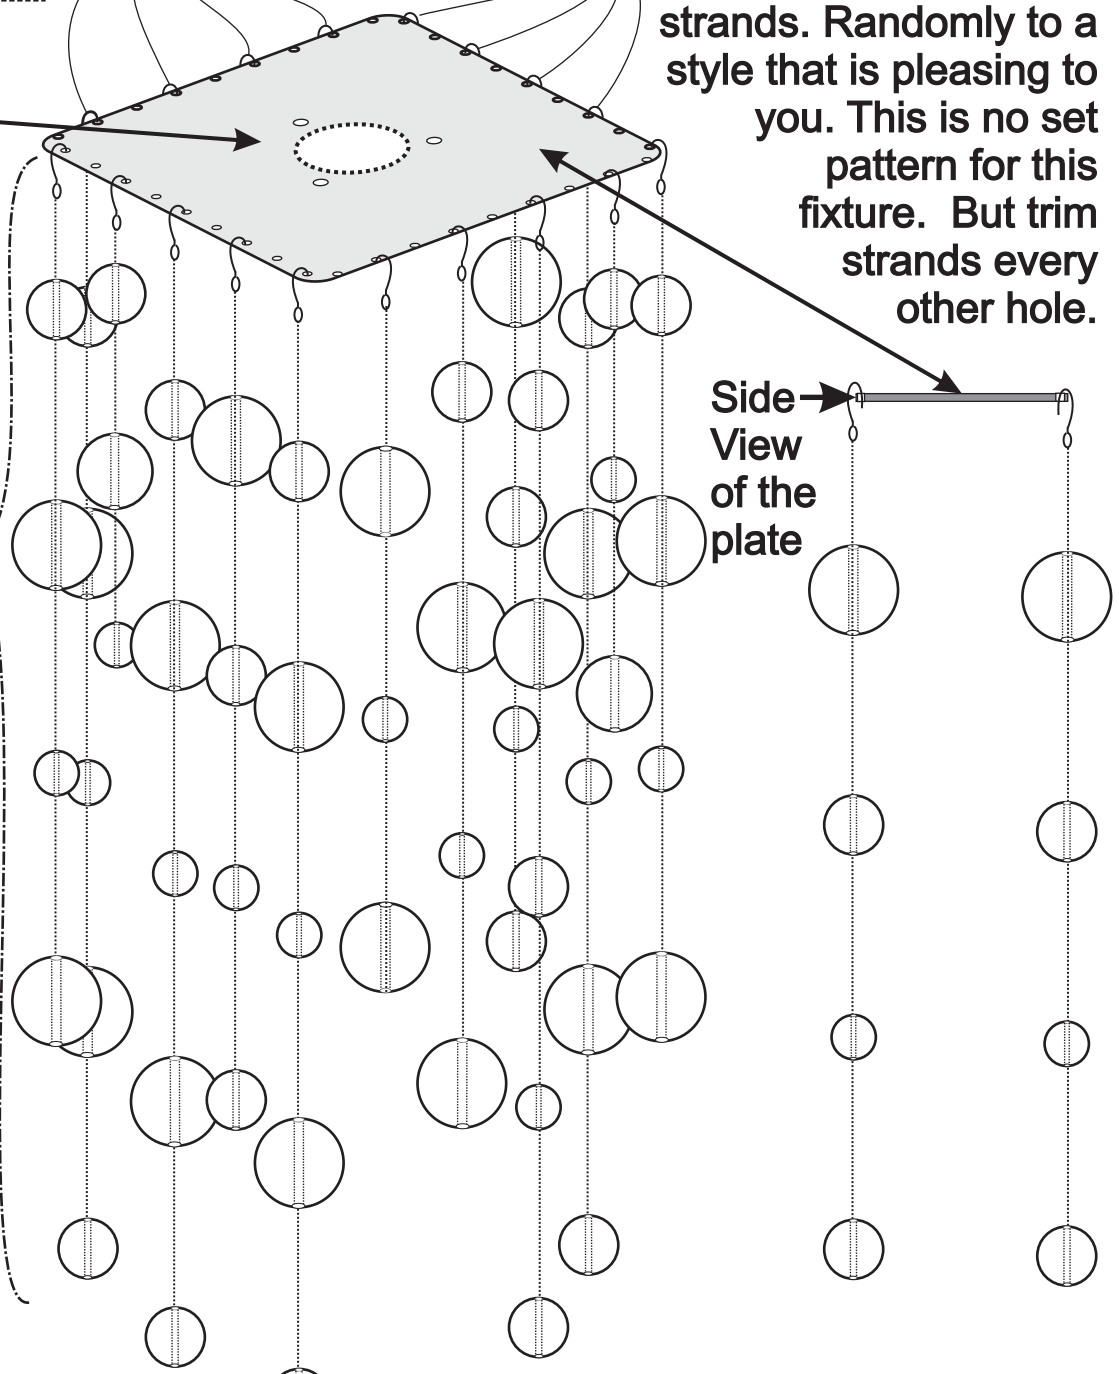 strands. Randomly to a
style that is pleasing to
you. This is no set
pattern for this
fixture.  But trim
strands every
other hole.
Side
View
of the
plate